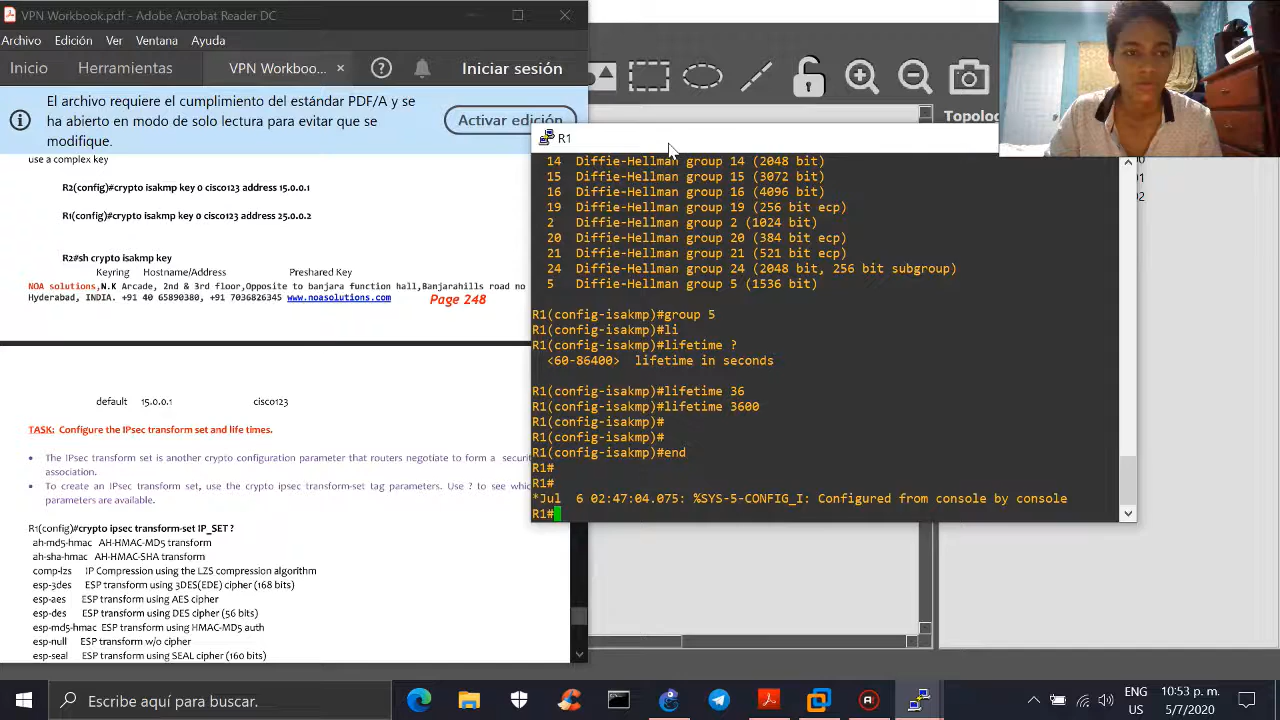 VPN Workbook.pdf - Adobe Acrobat Reader DC
Archivo Edición Ver Ventana Ayuda
Inicio Herramientas VPN Workboo... × Iniciar sesión
El archivo requiere el cumplimiento del estándar PDF/A y se
ha abierto en modo de solo lectura para evitar que se
modifique.
Activar edición
use a complex key
R2(config)#crypto isakmp key 0 cisco123 address 15.0.0.1
R1(config)#crypto isakmp key 0 cisco123 address 25.0.0.2
R2#sh crypto isakmp key
Keyring Hostname/Address Preshared Key
NOA solutions,N.K Arcade, 2nd & 3rd floor,Opposite to banjara function hall,Banjarahills road no
Hyderabad, INDIA. +91 40 65890380, +91 7036826345 www.noasolutions.com
Page 248
default 15.0.0.1 cisco123
TASK: Configure the IPsec transform set and life times.
• The IPsec transform set is another crypto configuration parameter that routers negotiate to form a securit
association.
• To create an IPsec transform set, use the crypto ipsec transform-set tag parameters. Use ? to see whic
parameters are available.
R1(config)#crypto ipsec transform-set IP_SET ?
ah-md5-hmac AH-HMAC-MD5 transform
ah-sha-hmac AH-HMAC-SHA transform
comp-lzs IP Compression using the LZS compression algorithm
esp-3des ESP transform using 3DES(EDE) cipher (168 bits)
esp-aes ESP transform using AES cipher
esp-des ESP transform using DES cipher (56 bits)
esp-md5-hmac ESP transform using HMAC-MD5 auth
esp-null ESP transform w/o cipher
esp-seal ESP transform using SEAL cipher (160 bits)
Topolo
R1
14 Diffie-Hellman group 14 (2048 bit)
15 Diffie-Hellman group 15 (3072 bit)
16 Diffie-Hellman group 16 (4096 bit)
19 Diffie-Hellman group 19 (256 bit ecp)
2 Diffie-Hellman group 2 (1024 bit)
20 Diffie-Hellman group 20 (384 bit ecp)
21 Diffie-Hellman group 21 (521 bit ecp)
24 Diffie-Hellman group 24 (2048 bit, 256 bit subgroup)
5 Diffie-Hellman group 5 (1536 bit)
R1(config-isakmp)#group 5
R1(config-isakmp)#li
R1(config-isakmp)#lifetime ?
<60-86400> lifetime in seconds
R1(config-isakmp)#lifetime 36
R1(config-isakmp)#lifetime 3600
R1(config-isakmp)#
R1(config-isakmp)#
R1(config-isakmp)#end
R1#
R1#
*Jul 6 02:47:04.075: %SYS-5-CONFIG_I: Configured from console by console
R1#
Escribe aquí para buscar.
ENG
US
10:53 p. m.
5/7/2020